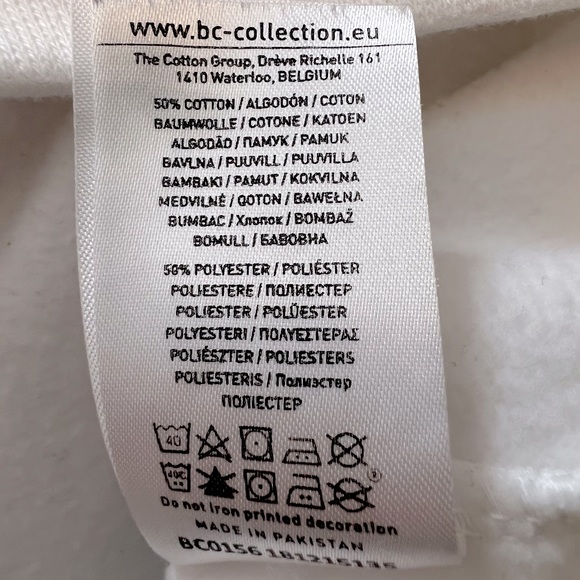 www.bc-collection.eu
The Cotton Group, Drève Richelle 161
1410 Waterloo, BELGIUM
50% COTTON / ALGODÓN / COTON
BAUMWOLLE / COTONE / KATOEN
ALGODÃO / ПАМУК / PAMUK
BAVLNA / PUUVILL / PUUVILLA
BAMBAKI / PAMUT / KOKVILNA
MEDVILNĖ / QOTON / BAWEŁNA
BUMBAC / Хлопок / BOMBAŽ
BOMULL / БАВОВНА
50% POLYESTER / POLIÉSTER
POLIESTERE / ПОЛИЕСТЕР
POLIESTER / POLÜESTER
POLYESTERI / ΠΟΛΥΕΣΤΕΡΑΣ
POLIÉSZTER / POLIESTERS
POLIESTERIS / Полиэстер
ПОЛІЕСТЕР
40
40C
Do not iron printed decoration
MADE IN PAKISTAN